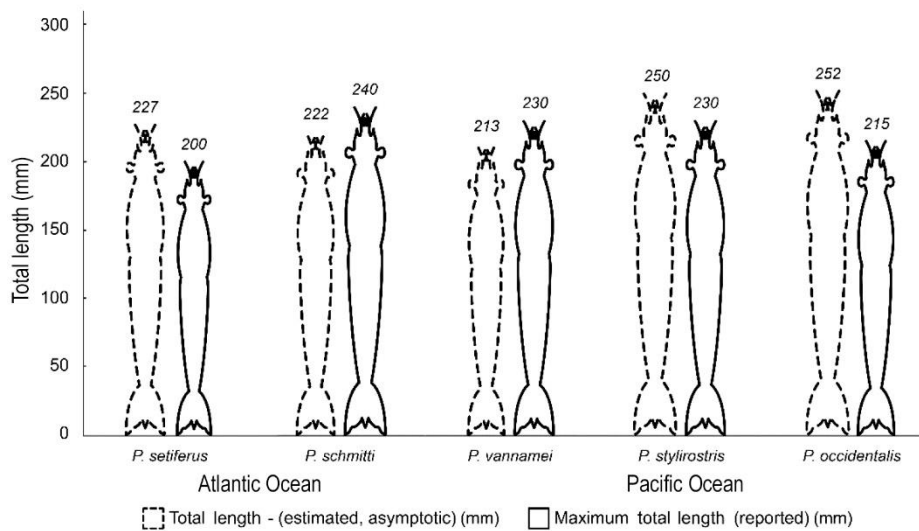 Total length (mm)
300
250
200
150
100
50
0
227
200
222
240
213
230
250
230
252
215
P. setiferus
P. schmitti
P. vannamei
P. stylirostris
P. occidentalis
Atlantic Ocean
Pacific Ocean
Total length - (estimated, asymptotic) (mm)
Maximum total length (reported) (mm)